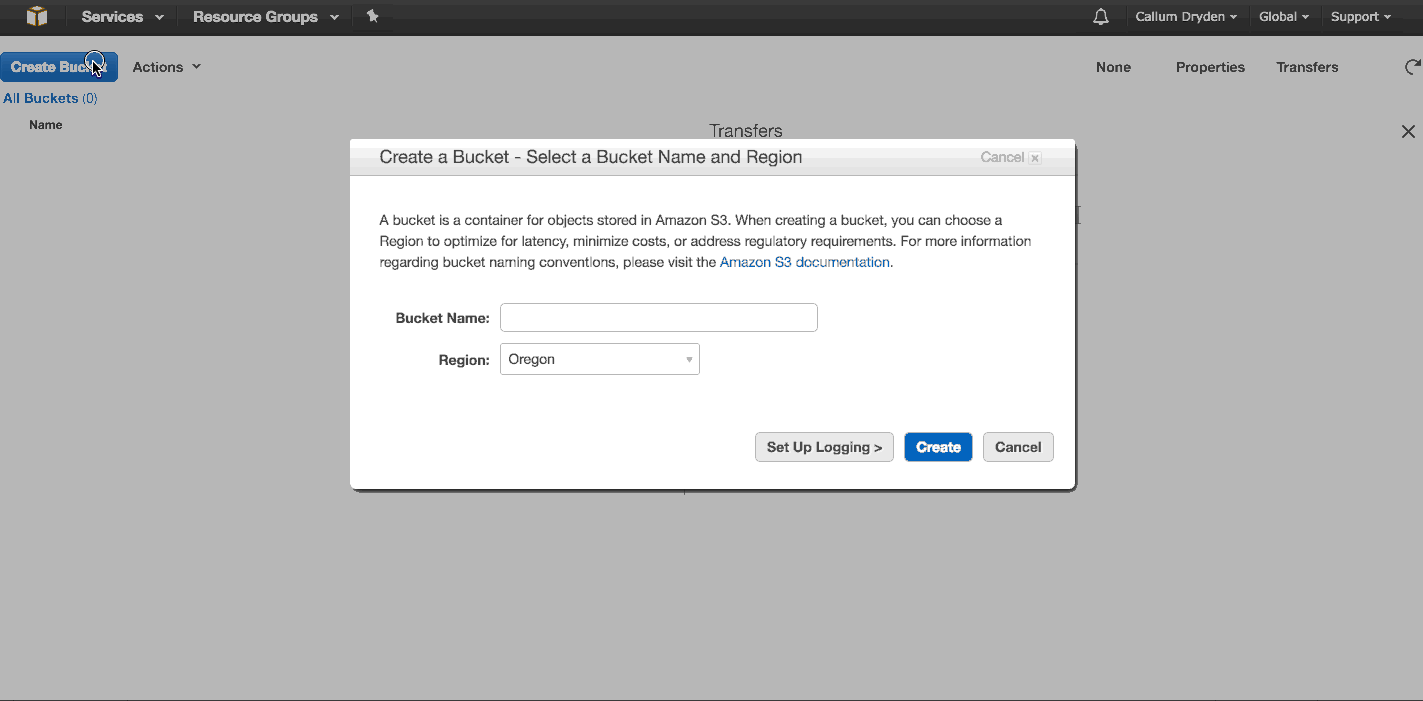 Services Resource Groups Callum Dryden Global Support
Create Bucket Actions None Properties Transfers
All Buckets (0)
Name
Transfers
Create a Bucket - Select a Bucket Name and Region Cancel x
A bucket is a container for objects stored in Amazon S3. When creating a bucket, you can choose a
Region to optimize for latency, minimize costs, or address regulatory requirements. For more information
regarding bucket naming conventions, please visit the Amazon S3 documentation.
Bucket Name:
Region: Oregon
Set Up Logging > Create Cancel